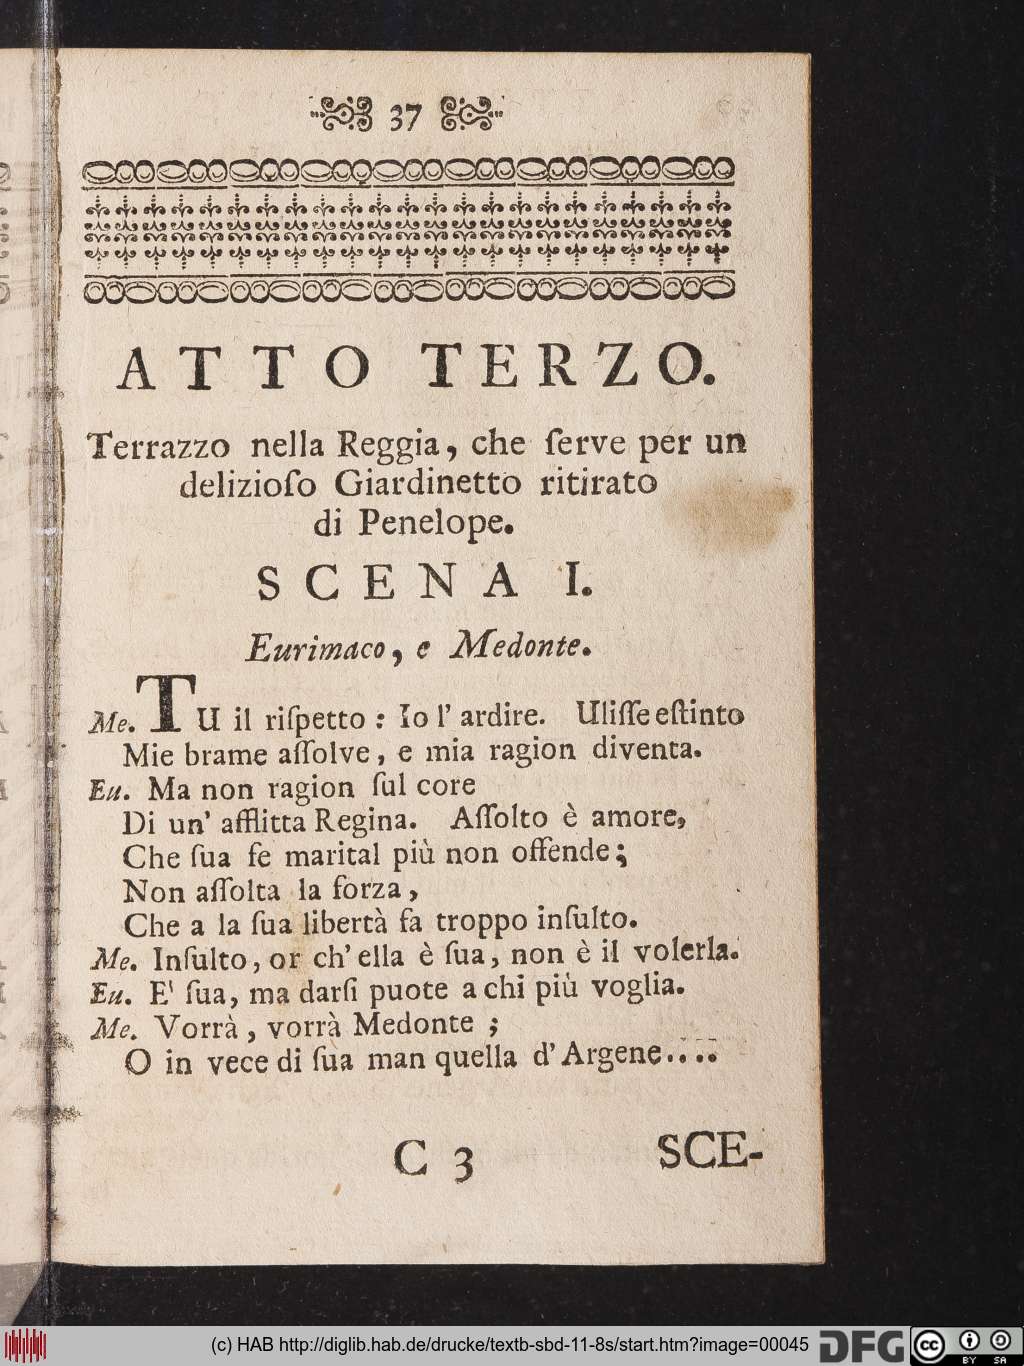 37
ATTO TERZO.
Terrazzo nella Reggia, che ſerve per un
delizioſo Giardinetto ritirato
di Penelope.
SCENA I.
Eurimaco, e Medonte.
Me. TU il riſpetto: Io l' ardire. Uliſſe eſtinto
Mie brame aſſolve, e mia ragion diventa.
Eu. Ma non ragion ſul core
Di un' afflitta Regina. Aſſolto è amore,
Che ſua fe marital più non offende;
Non aſſolta la forza,
Che a la ſua libertà fa troppo inſulto.
Me. Inſulto, or ch' ella è ſua, non è il volerla.
Eu. E' ſua, ma darſi puote a chi più voglia.
Me. Vorrà, vorrà Medonte;
O in vece di ſua man quella d' Argene....
C 3 SCE-
(c) HAB http://diglib.hab.de/drucke/textb-sbd-11-8s/start.htm?image=00045 DFG cc BY SA